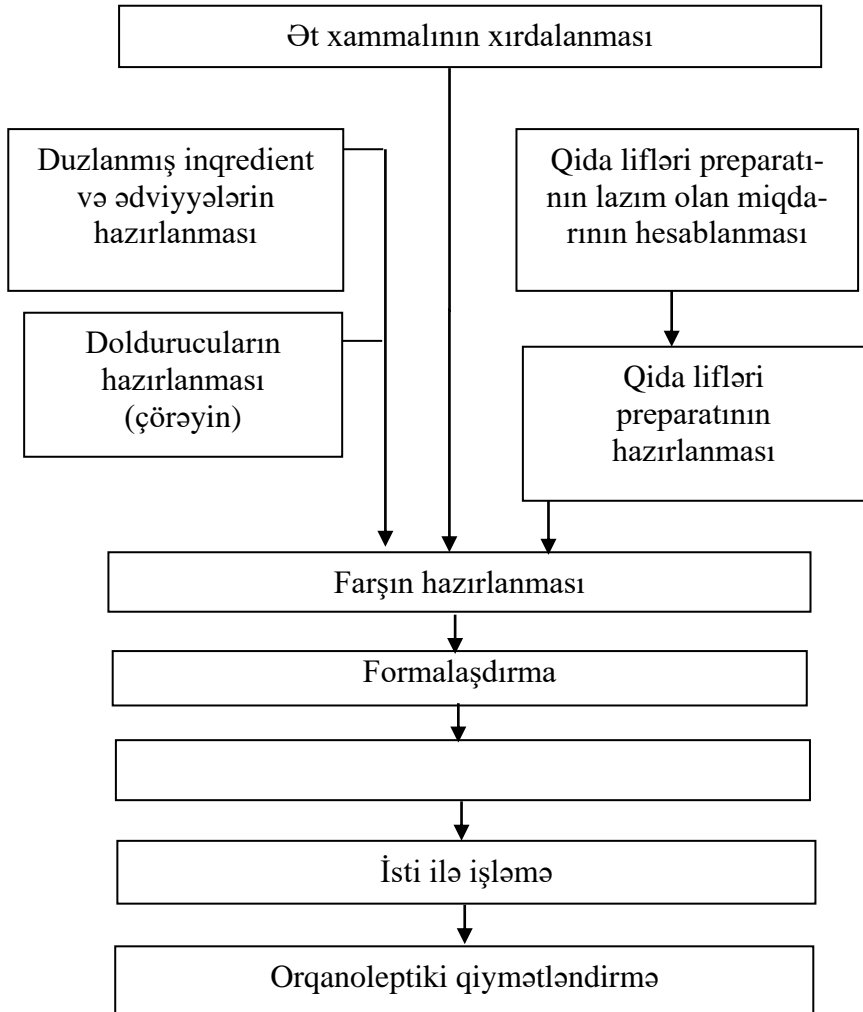 Ət xammalının xırdalanması
Duzlanmış inqredient
və ədviyyələrin
hazırlanması
Qida lifləri preparatı-
nın lazım olan miqda-
rının hesablanması
Doldurucuların
hazırlanması
(çörəyin)
Qida lifləri
preparatının
hazırlanması
Farşın hazırlanması
Formalaşdırma
İsti ilə işləmə
Orqanoleptiki qiymətləndirmə